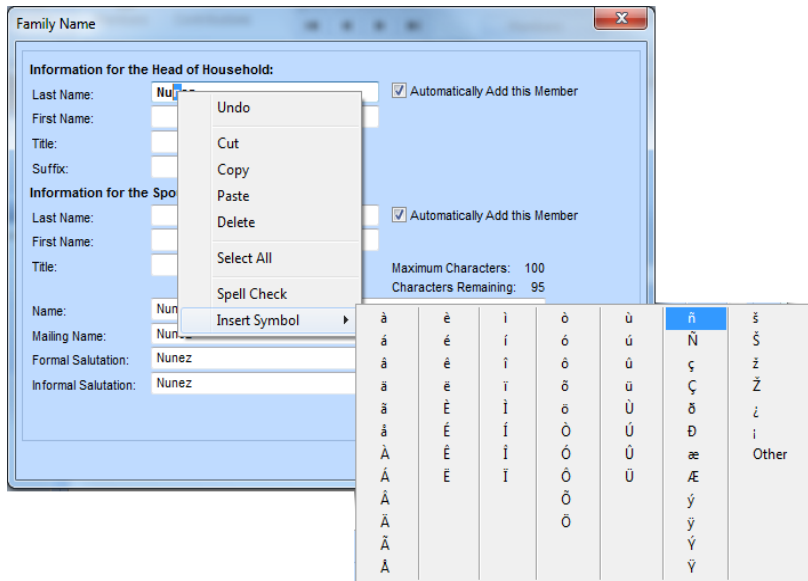 Family Name
Information for the Head of Household:
Last Name: Nu
Automatically Add this Member
First Name:
Title:
Suffix:
Information for the Spo
Last Name:
Automatically Add this Member
First Name:
Title:
Maximum Characters: 100
Characters Remaining: 95
Name: Nun
Mailing Name: Nun
Formal Salutation: Nunez
Informal Salutation: Nunez
Undo
Cut
Copy
Paste
Delete
Select All
Spell Check
Insert Symbol
à è ì ò ù ñ š
á é í ó ú Ñ Š
â ê î ô û ç ž
ä ë ï õ ü Ç Ž
ã È Ì ö Ù ð ¿
å É Í Ò Ú Ð ¡
À Ê Î Ó Û æ Other
Á Ë Ï Ô Ü Æ
Â Õ ý
Ä Ö ÿ
Ã Ý
Å Ÿ